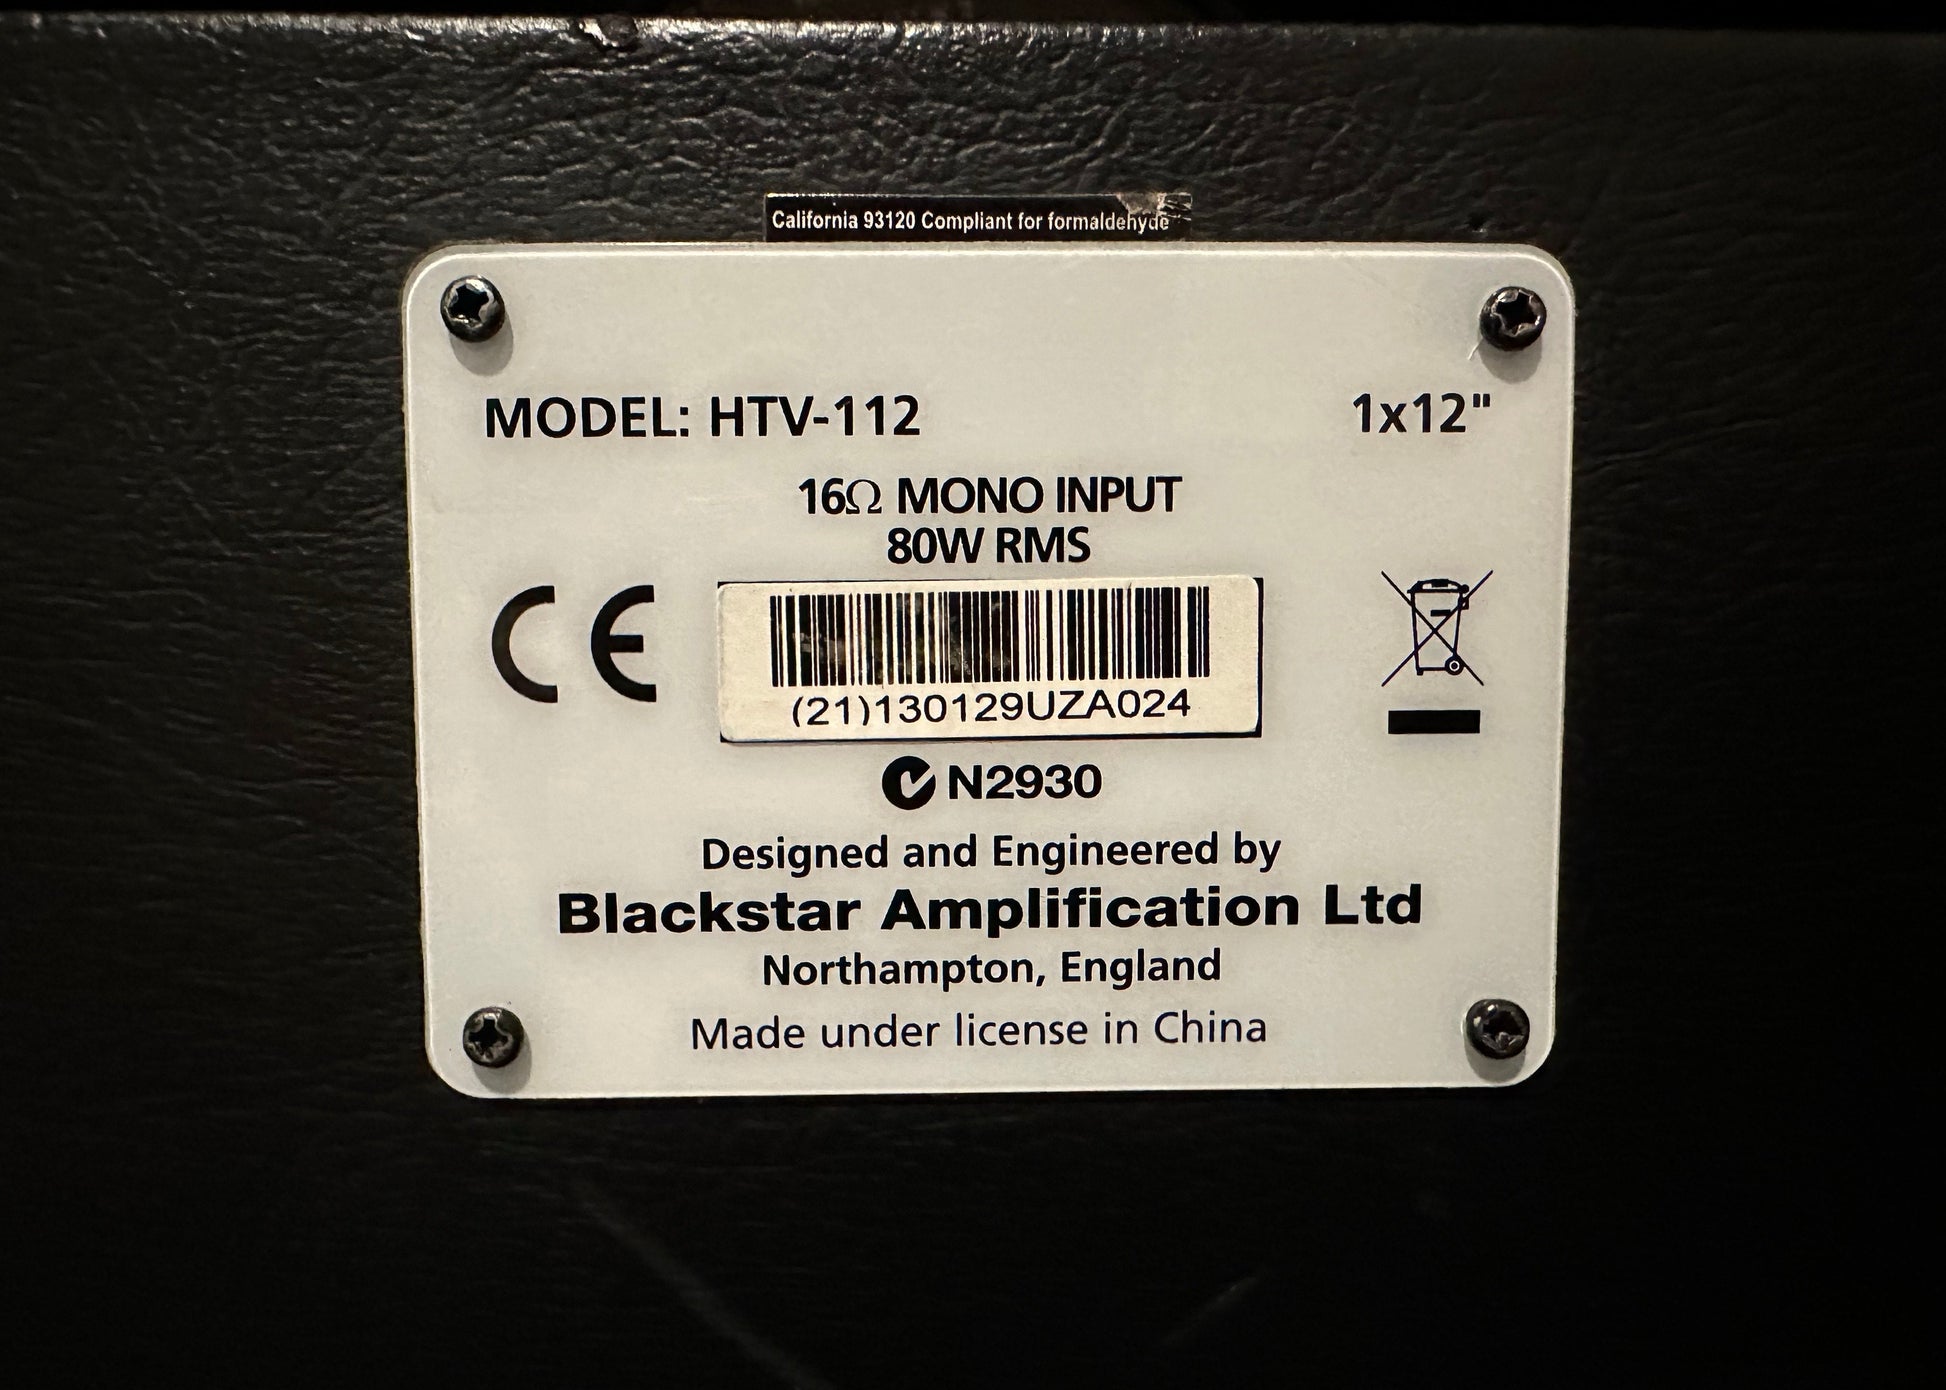 California 93120 Compliant for formaldehyde
MODEL: HTV-112 1x12"
16Ω MONO INPUT
80W RMS
CE
(21)130129UZA024
N2930
Designed and Engineered by
Blackstar Amplification Ltd
Northampton, England
Made under license in China